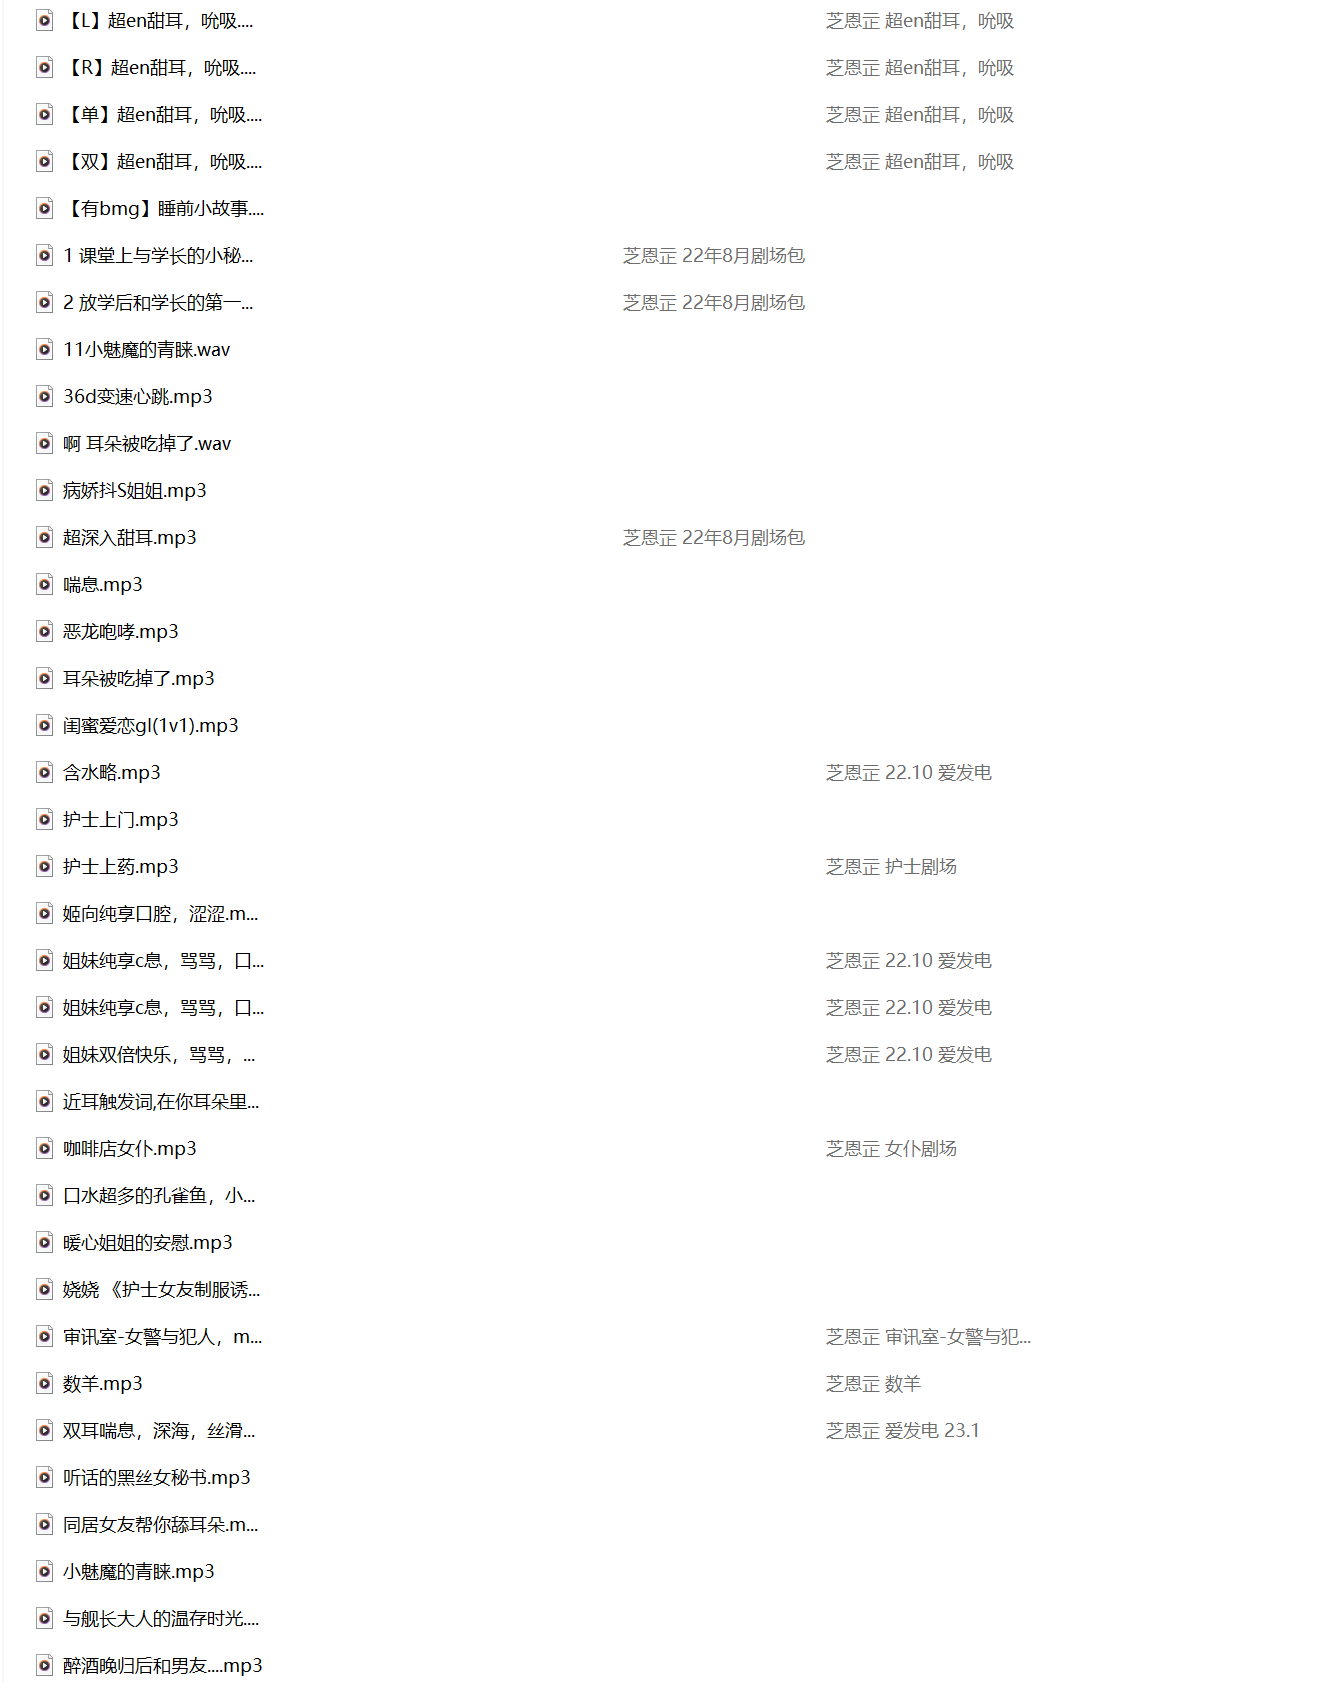 【L】超en甜耳，吮吸.... 芝恩㱏 超en甜耳，吮吸
【R】超en甜耳，吮吸.... 芝恩㱏 超en甜耳，吮吸
【单】超en甜耳，吮吸.... 芝恩㱏 超en甜耳，吮吸
【双】超en甜耳，吮吸.... 芝恩㱏 超en甜耳，吮吸
【有bmg】睡前小故事....
1 课堂上与学长的小秘... 芝恩㱏 22年8月剧场包
2 放学后和学长的第一... 芝恩㱏 22年8月剧场包
11小魅魔的青睐.wav
36d变速心跳.mp3
啊 耳朵被吃掉了.wav
病娇抖S姐姐.mp3
超深入甜耳.mp3 芝恩㱏 22年8月剧场包
喘息.mp3
恶龙咆哮.mp3
耳朵被吃掉了.mp3
闺蜜爱恋gl(1v1).mp3
含水略.mp3 芝恩㱏 22.10 爱发电
护士上门.mp3
护士上药.mp3 芝恩㱏 护士剧场
姬向纯享口腔，涩涩.m...
姐妹纯享c息，骂骂，口... 芝恩㱏 22.10 爱发电
姐妹纯享c息，骂骂，口... 芝恩㱏 22.10 爱发电
姐妹双倍快乐，骂骂，... 芝恩㱏 22.10 爱发电
近耳触发词,在你耳朵里...
咖啡店女仆.mp3 芝恩㱏 女仆剧场
口水超多的孔雀鱼，小...
暖心姐姐的安慰.mp3
娆娆 《护士女友制服诱...
审讯室-女警与犯人，m... 芝恩㱏 审讯室-女警与犯...
数羊.mp3 芝恩㱏 数羊
双耳喘息，深海，丝滑... 芝恩㱏 爱发电 23.1
听话的黑丝女秘书.mp3
同居女友帮你舔耳朵.m...
小魅魔的青睐.mp3
与舰长大人的温存时光....
醉酒晚归后和男友....mp3